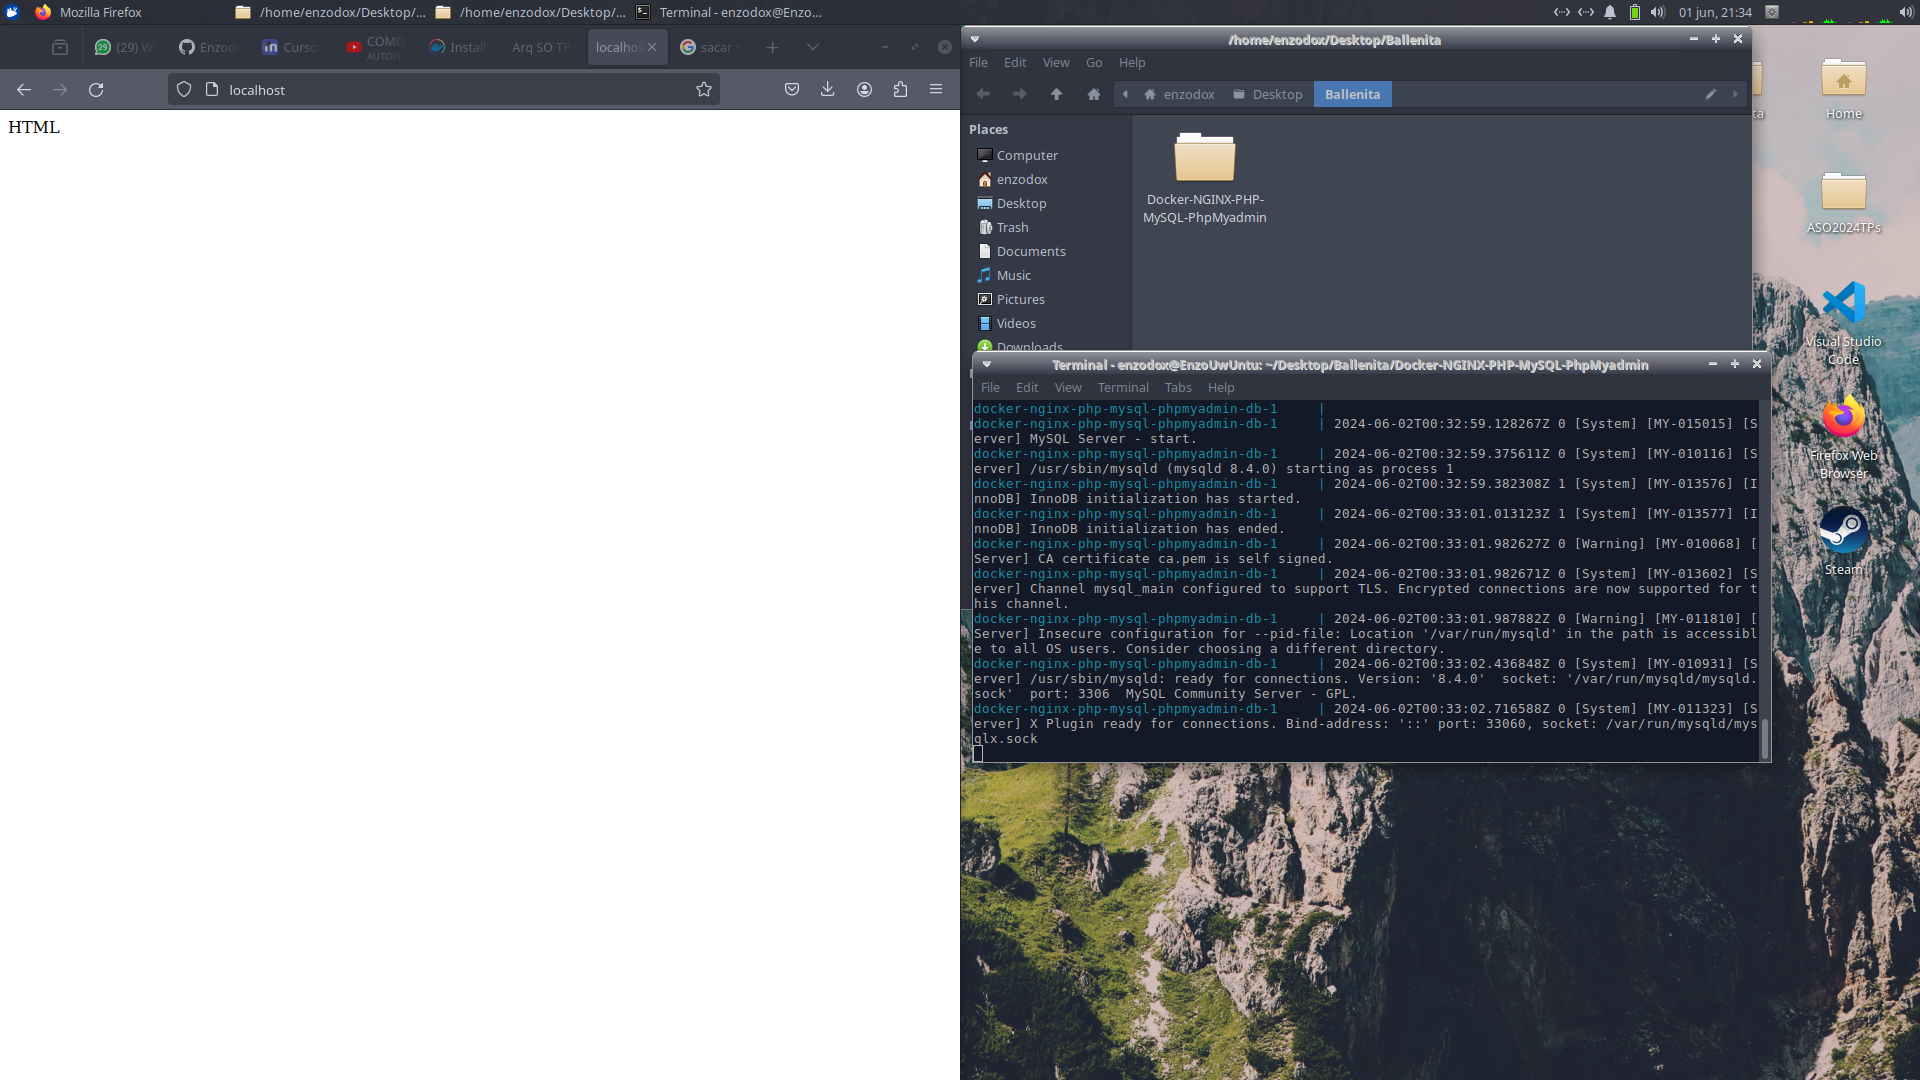 Mozilla Firefox
/home/enzodox/Desktop/...
/home/enzodox/Desktop/...
Terminal - enzodox@Enzo...
01 jun, 21:34
(29) W
Enzod
Curso
COMO
AUTOPL
Install
Arq SO TP
localhos
sacar
localhost
HTML
/home/enzodox/Desktop/Ballenita
File Edit View Go Help
enzodox Desktop Ballenita
Places
Computer
enzodox
Desktop
Trash
Documents
Music
Pictures
Videos
Downloads
Docker-NGINX-PHP-
MySQL-PhpMyadmin
Terminal - enzodox@EnzoUwUntu: ~/Desktop/Ballenita/Docker-NGINX-PHP-MySQL-PhpMyadmin
File Edit View Terminal Tabs Help
docker-nginx-php-mysql-phpmyadmin-db-1 |
docker-nginx-php-mysql-phpmyadmin-db-1 | 2024-06-02T00:32:59.128267Z 0 [System] [MY-015015] [S
erver] MySQL Server - start.
docker-nginx-php-mysql-phpmyadmin-db-1 | 2024-06-02T00:32:59.375611Z 0 [System] [MY-010116] [S
erver] /usr/sbin/mysqld (mysqld 8.4.0) starting as process 1
docker-nginx-php-mysql-phpmyadmin-db-1 | 2024-06-02T00:32:59.382308Z 1 [System] [MY-013576] [I
nnoDB] InnoDB initialization has started.
docker-nginx-php-mysql-phpmyadmin-db-1 | 2024-06-02T00:33:01.013123Z 1 [System] [MY-013577] [I
nnoDB] InnoDB initialization has ended.
docker-nginx-php-mysql-phpmyadmin-db-1 | 2024-06-02T00:33:01.982627Z 0 [Warning] [MY-010068] [
Server] CA certificate ca.pem is self signed.
docker-nginx-php-mysql-phpmyadmin-db-1 | 2024-06-02T00:33:01.982671Z 0 [System] [MY-013602] [S
erver] Channel mysql_main configured to support TLS. Encrypted connections are now supported for t
his channel.
docker-nginx-php-mysql-phpmyadmin-db-1 | 2024-06-02T00:33:01.987882Z 0 [Warning] [MY-011810] [
Server] Insecure configuration for --pid-file: Location '/var/run/mysqld' in the path is accessibl
e to all OS users. Consider choosing a different directory.
docker-nginx-php-mysql-phpmyadmin-db-1 | 2024-06-02T00:33:02.436848Z 0 [System] [MY-010931] [S
erver] /usr/sbin/mysqld: ready for connections. Version: '8.4.0'  socket: '/var/run/mysqld/mysqld.
sock'  port: 3306  MySQL Community Server - GPL.
docker-nginx-php-mysql-phpmyadmin-db-1 | 2024-06-02T00:33:02.716588Z 0 [System] [MY-011323] [S
erver] X Plugin ready for connections. Bind-address: '::' port: 33060, socket: /var/run/mysqld/mys
qlx.sock
ta
Home
ASO2024TPs
Visual Studio
Code
Firefox Web
Browser
Steam